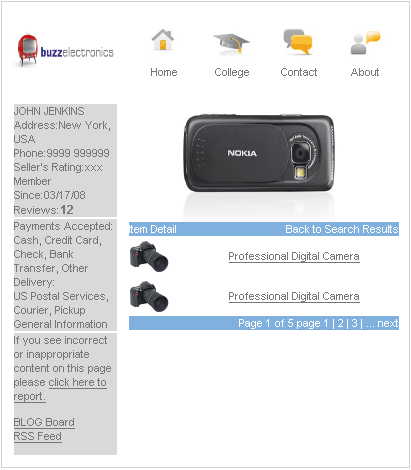 buzzelectronics
Home College Contact About
JOHN JENKINS
Address:New York,
USA
Phone:9999 999999
Seller's Rating:xxx
Member
Since:03/17/08
Reviews:12
Payments Accepted:
Cash, Credit Card,
Check, Bank
Transfer, Other
Delivery:
US Postal Services,
Courier, Pickup
General Information
If you see incorrect
or inappropriate
content on this page
please click here to
report.
BLOG Board
RSS Feed
NOKIA
Item Detail Back to Search Results
Professional Digital Camera
Professional Digital Camera
Page 1 of 5 page 1 | 2 | 3 | ... next